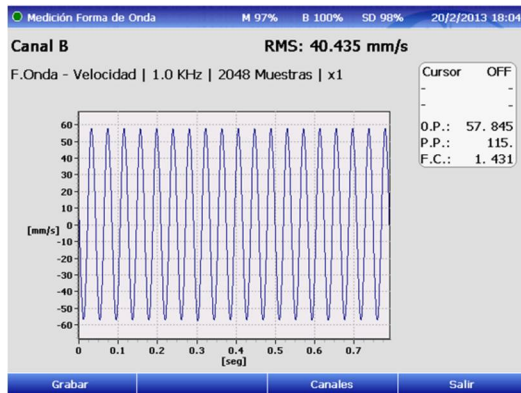 Medición Forma de Onda M 97% B 100% SD 98% 20/2/2013 18:04
Canal B RMS: 40.435 mm/s
F.Onda - Velocidad | 1.0 KHz | 2048 Muestras | x1
Cursor OFF
-
-
0.P.: 57. 845
P.P.: 115.
F.C.: 1. 431
60
50
40
30
20
10
[mm/s] 0
-10
-20
-30
-40
-50
-60
0 0.1 0.2 0.3 0.4 0.5 0.6 0.7
[seg]
Grabar Canales Salir